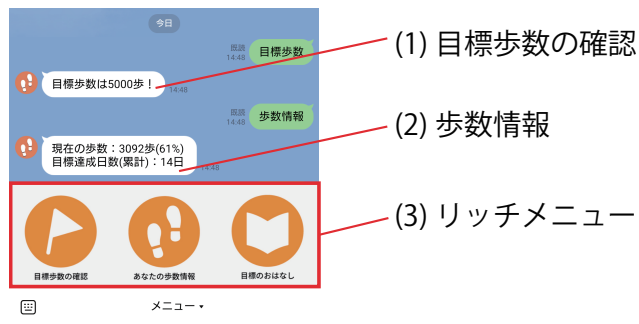 今日
既読
14:48
目標歩数
目標歩数は5000歩！
14:48
既読
14:48
歩数情報
現在の歩数：3092歩(61%)
目標達成日数(累計)：14日
14:48
目標歩数の確認
あなたの歩数情報
目標のおはなし
メニュー
(1) 目標歩数の確認
(2) 歩数情報
(3) リッチメニュー